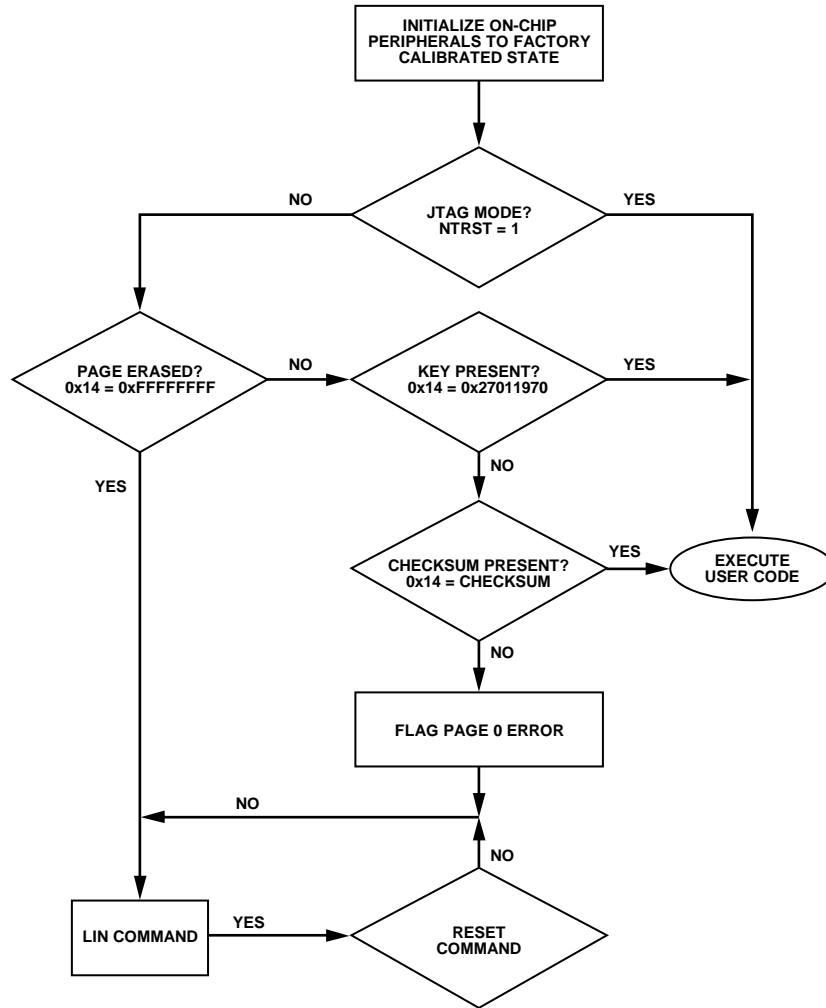 INITIALIZE ON-CHIP
PERIPHERALS TO FACTORY
CALIBRATED STATE
NO
JTAG MODE?
NTRST = 1
YES
PAGE ERASED?
0x14 = 0xFFFFFFFF
NO
KEY PRESENT?
0x14 = 0x27011970
YES
NO
YES
CHECKSUM PRESENT?
0x14 = CHECKSUM
YES
EXECUTE
USER CODE
NO
FLAG PAGE 0 ERROR
NO
NO
LIN COMMAND
YES
RESET
COMMAND